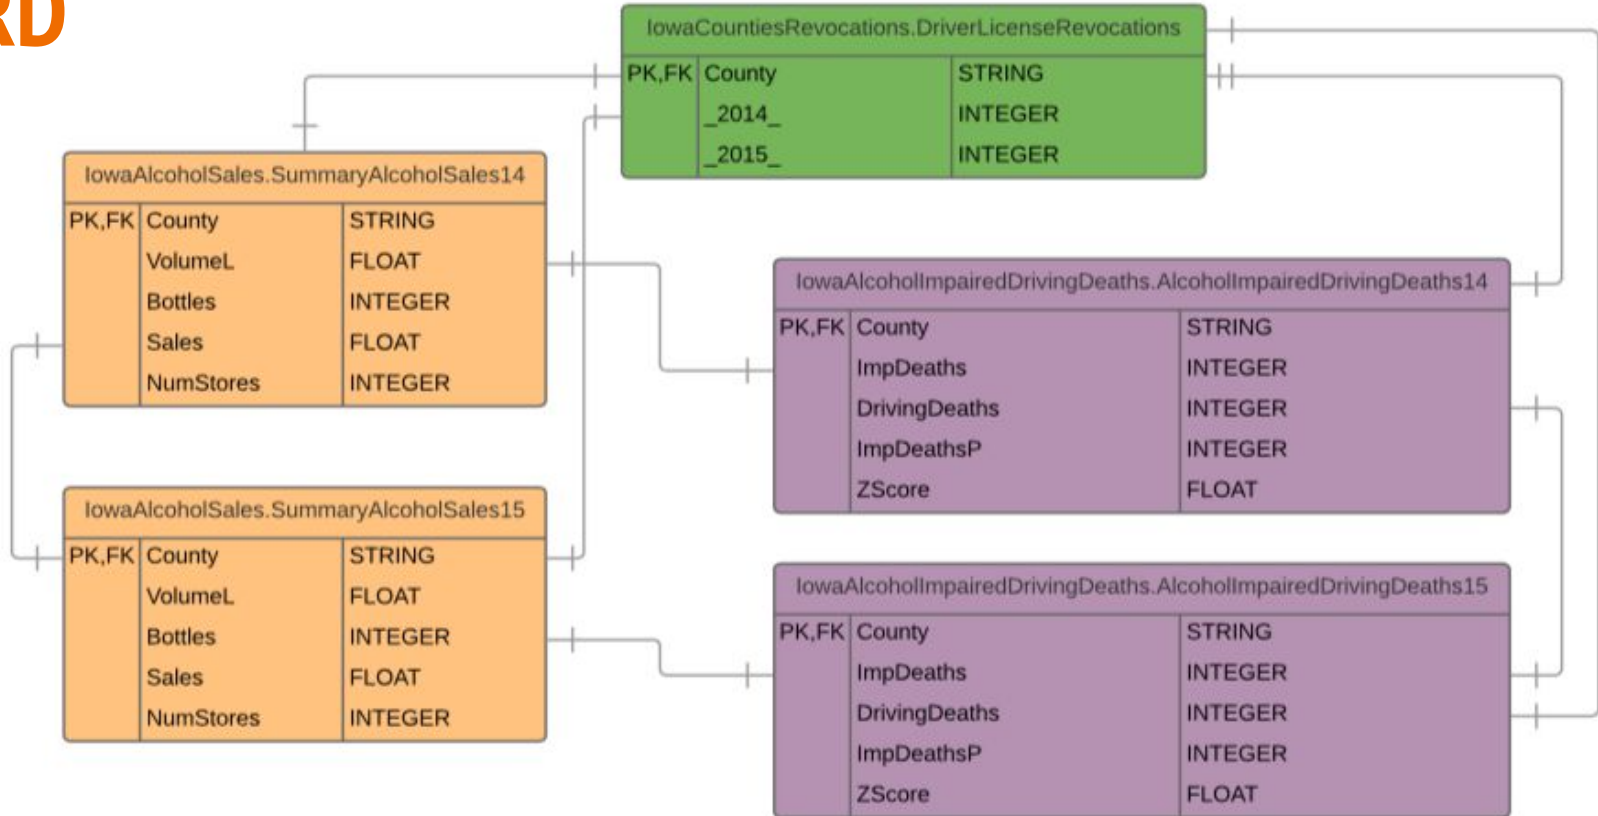 RD
IowaCountiesRevocations.DriverLicenseRevocations
PK,FK County STRING
_2014_ INTEGER
_2015_ INTEGER
IowaAlcoholSales.SummaryAlcoholSales14
PK,FK County STRING
VolumeL FLOAT
Bottles INTEGER
Sales FLOAT
NumStores INTEGER
IowaAlcoholImpairedDrivingDeaths.AlcoholImpairedDrivingDeaths14
PK,FK County STRING
ImpDeaths INTEGER
DrivingDeaths INTEGER
ImpDeathsP INTEGER
ZScore FLOAT
IowaAlcoholSales.SummaryAlcoholSales15
PK,FK County STRING
VolumeL FLOAT
Bottles INTEGER
Sales FLOAT
NumStores INTEGER
IowaAlcoholImpairedDrivingDeaths.AlcoholImpairedDrivingDeaths15
PK,FK County STRING
ImpDeaths INTEGER
DrivingDeaths INTEGER
ImpDeathsP INTEGER
ZScore FLOAT